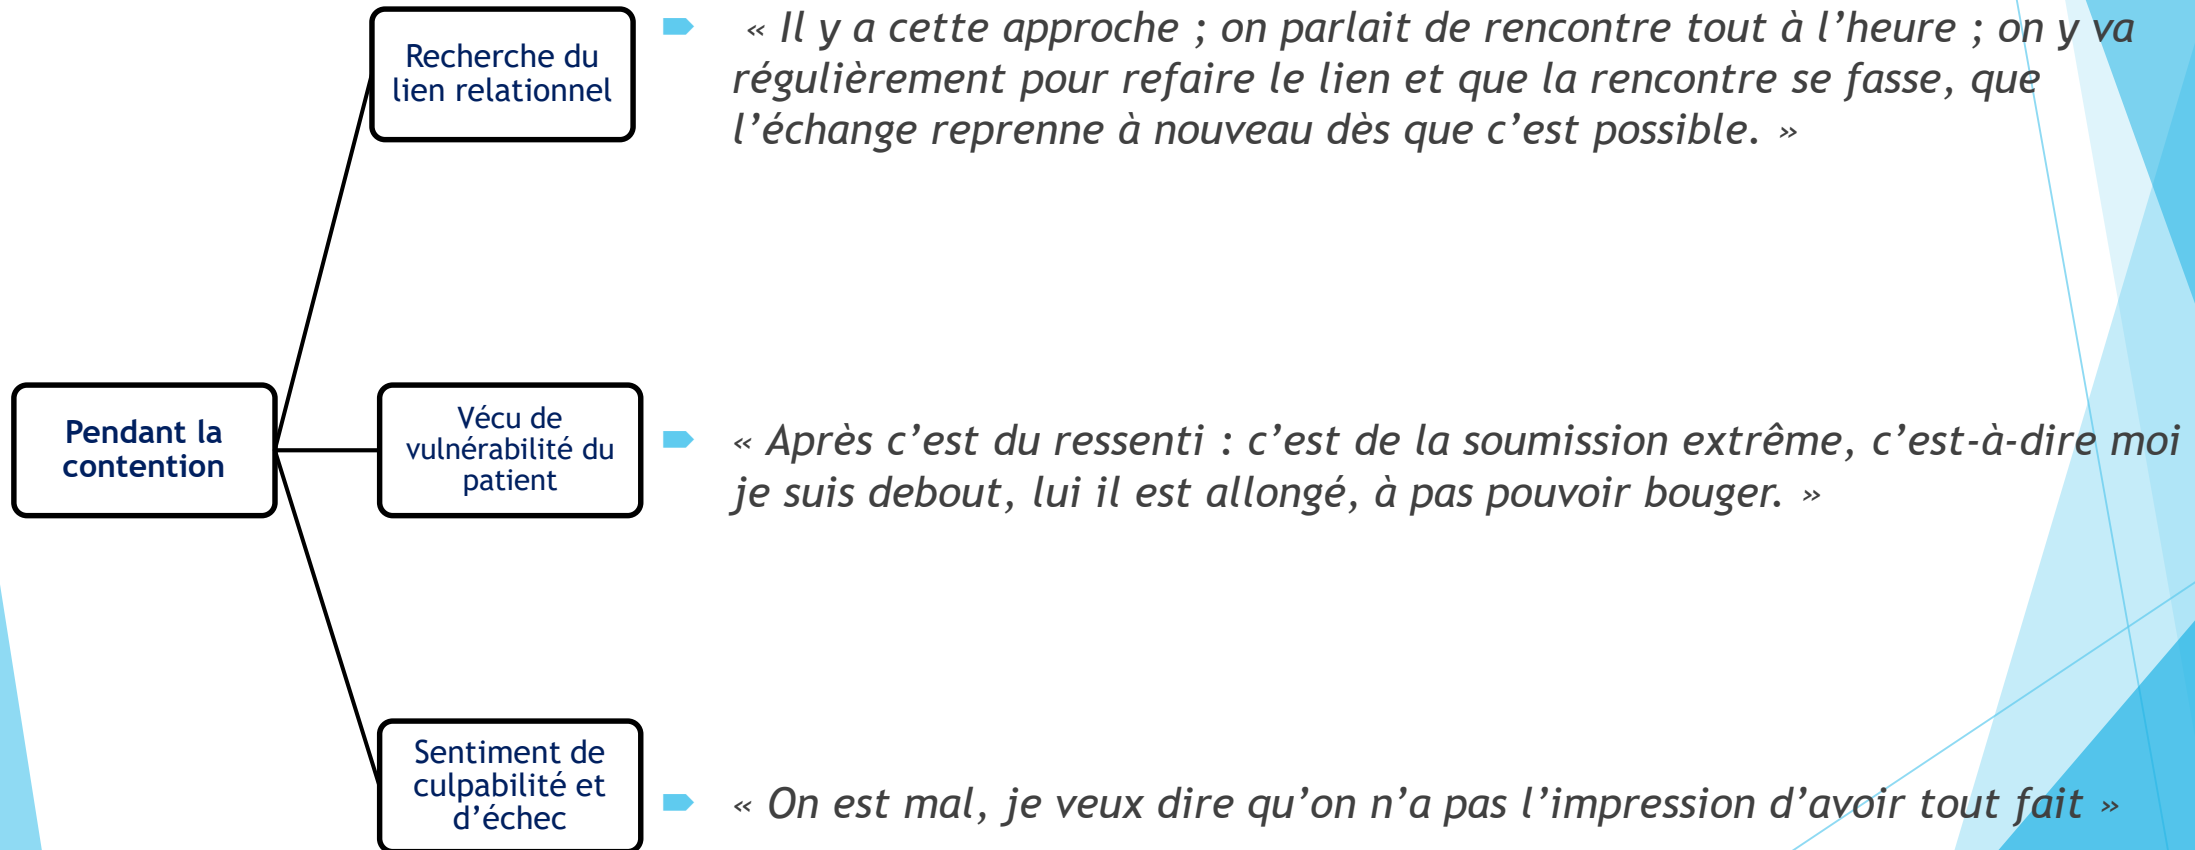 Recherche du
lien relationnel
« Il y a cette approche ; on parlait de rencontre tout à l’heure ; on y va
régulièrement pour refaire le lien et que la rencontre se fasse, que
l’échange reprenne à nouveau dès que c’est possible. »
Pendant la
contention
Vécu de
vulnérabilité du
patient
« Après c’est du ressenti : c’est de la soumission extrême, c’est-à-dire moi
je suis debout, lui il est allongé, à pas pouvoir bouger. »
Sentiment de
culpabilité et
d’échec
« On est mal, je veux dire qu’on n’a pas l’impression d’avoir tout fait »